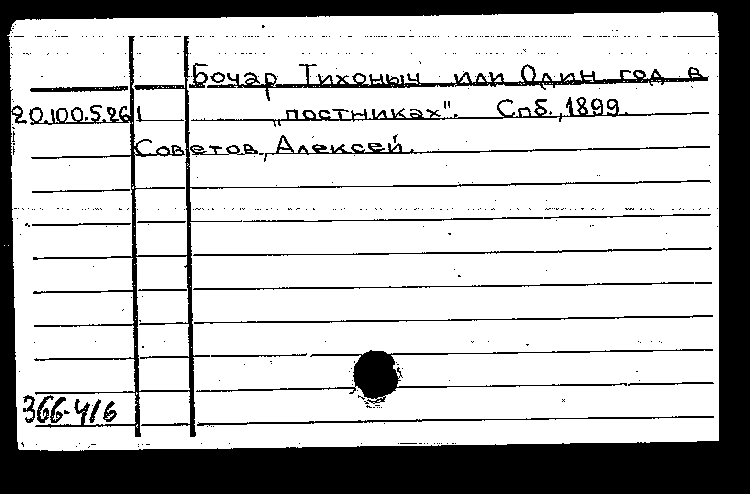 Бочар Тихоныч или Один год в
20.100.5.261 „постниках". Спб., 1899.
Советов, Алексей.
366-416